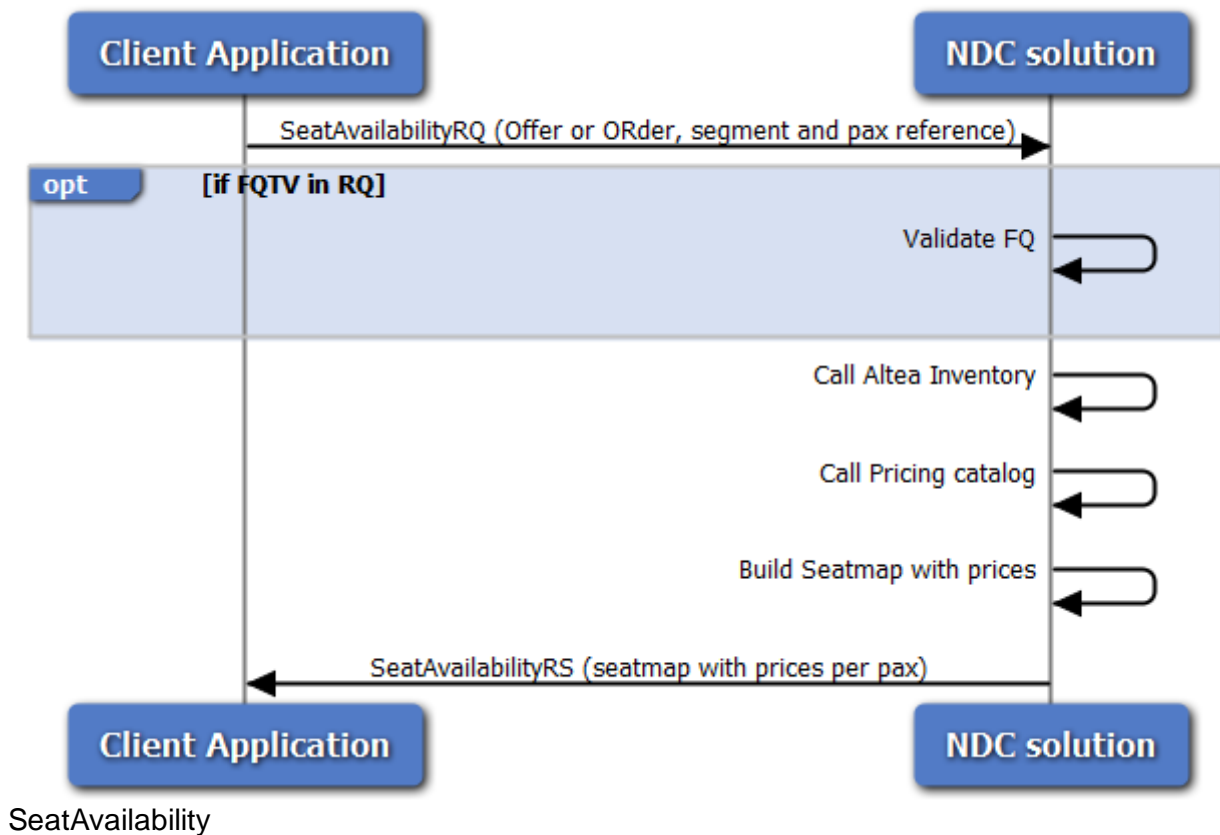 Client Application
NDC solution
SeatAvailabilityRQ (Offer or ORder, segment and pax reference)
opt
[if FQTV in RQ]
Validate FQ
Call Altea Inventory
Call Pricing catalog
Build Seatmap with prices
SeatAvailabilityRS (seatmap with prices per pax)
Client Application
NDC solution
SeatAvailability